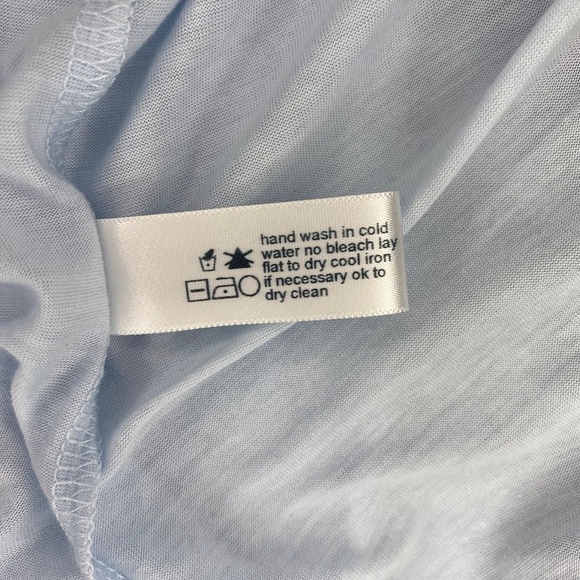 hand wash in cold
water no bleach lay
flat to dry cool iron
if necessary ok to
dry clean